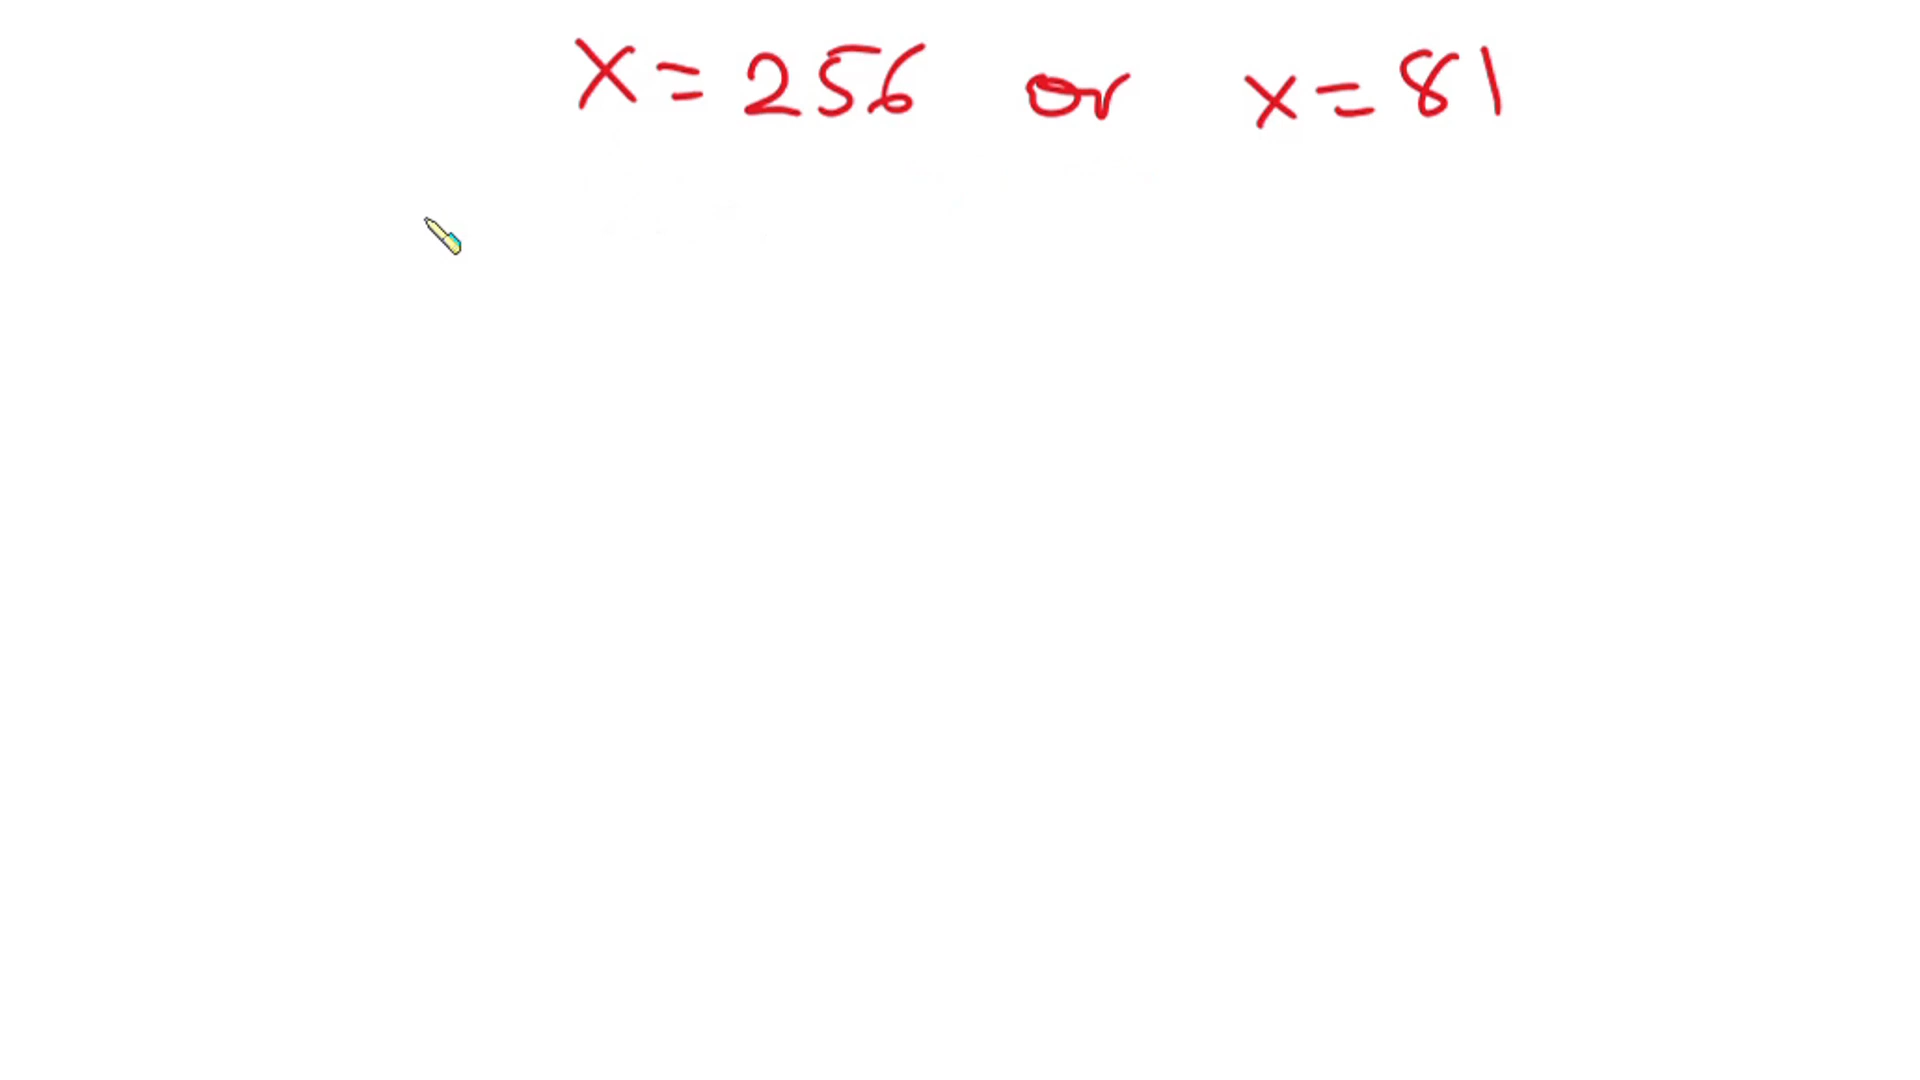 X = 256 or x = 81